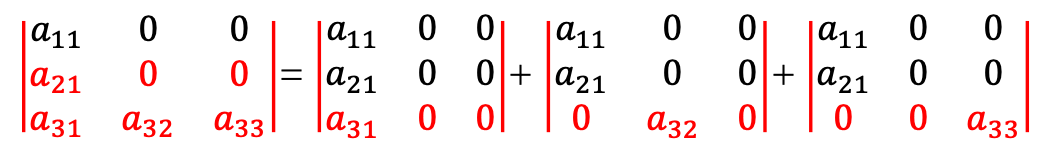 |a₁₁ 0 0| |a₁₁ 0 0| |a₁₁ 0 0| |a₁₁ 0 0|
|a₂₁ 0 0| = |a₂₁ 0 0| + |a₂₁ 0 0| + |a₂₁ 0 0|
|a₃₁ a₃₂ a₃₃| |a₃₁ 0 0| |0 a₃₂ 0| |0 0 a₃₃|